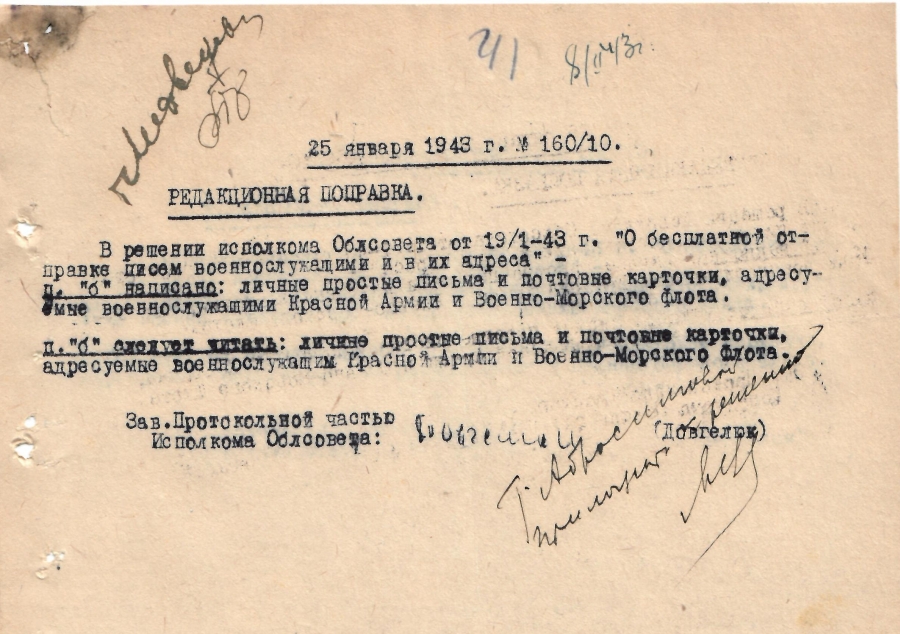 т. Медведеву
41
8/II 43г.
25 января 1943 г. № 160/10.
РЕДАКЦИОННАЯ ПОПРАВКА.
В решении исполкома Облсовета от 19/1-43 г. "О бесплатной от-
правке писем военнослужащими и в их адреса" -
п. "б" написано: личные простые письма и почтовые карточки, адресу-
емые военнослужащими Красной Армии и Военно-Морского флота.
п."б" следует читать: личные простые письма и почтовые карточки,
адресуемые военнослужащим Красной Армии и Военно-Морского Флота.
Зав.Протокольной частью
Исполкома Облсовета:
(Довгелюк)
Т. Абросимовой
к решению